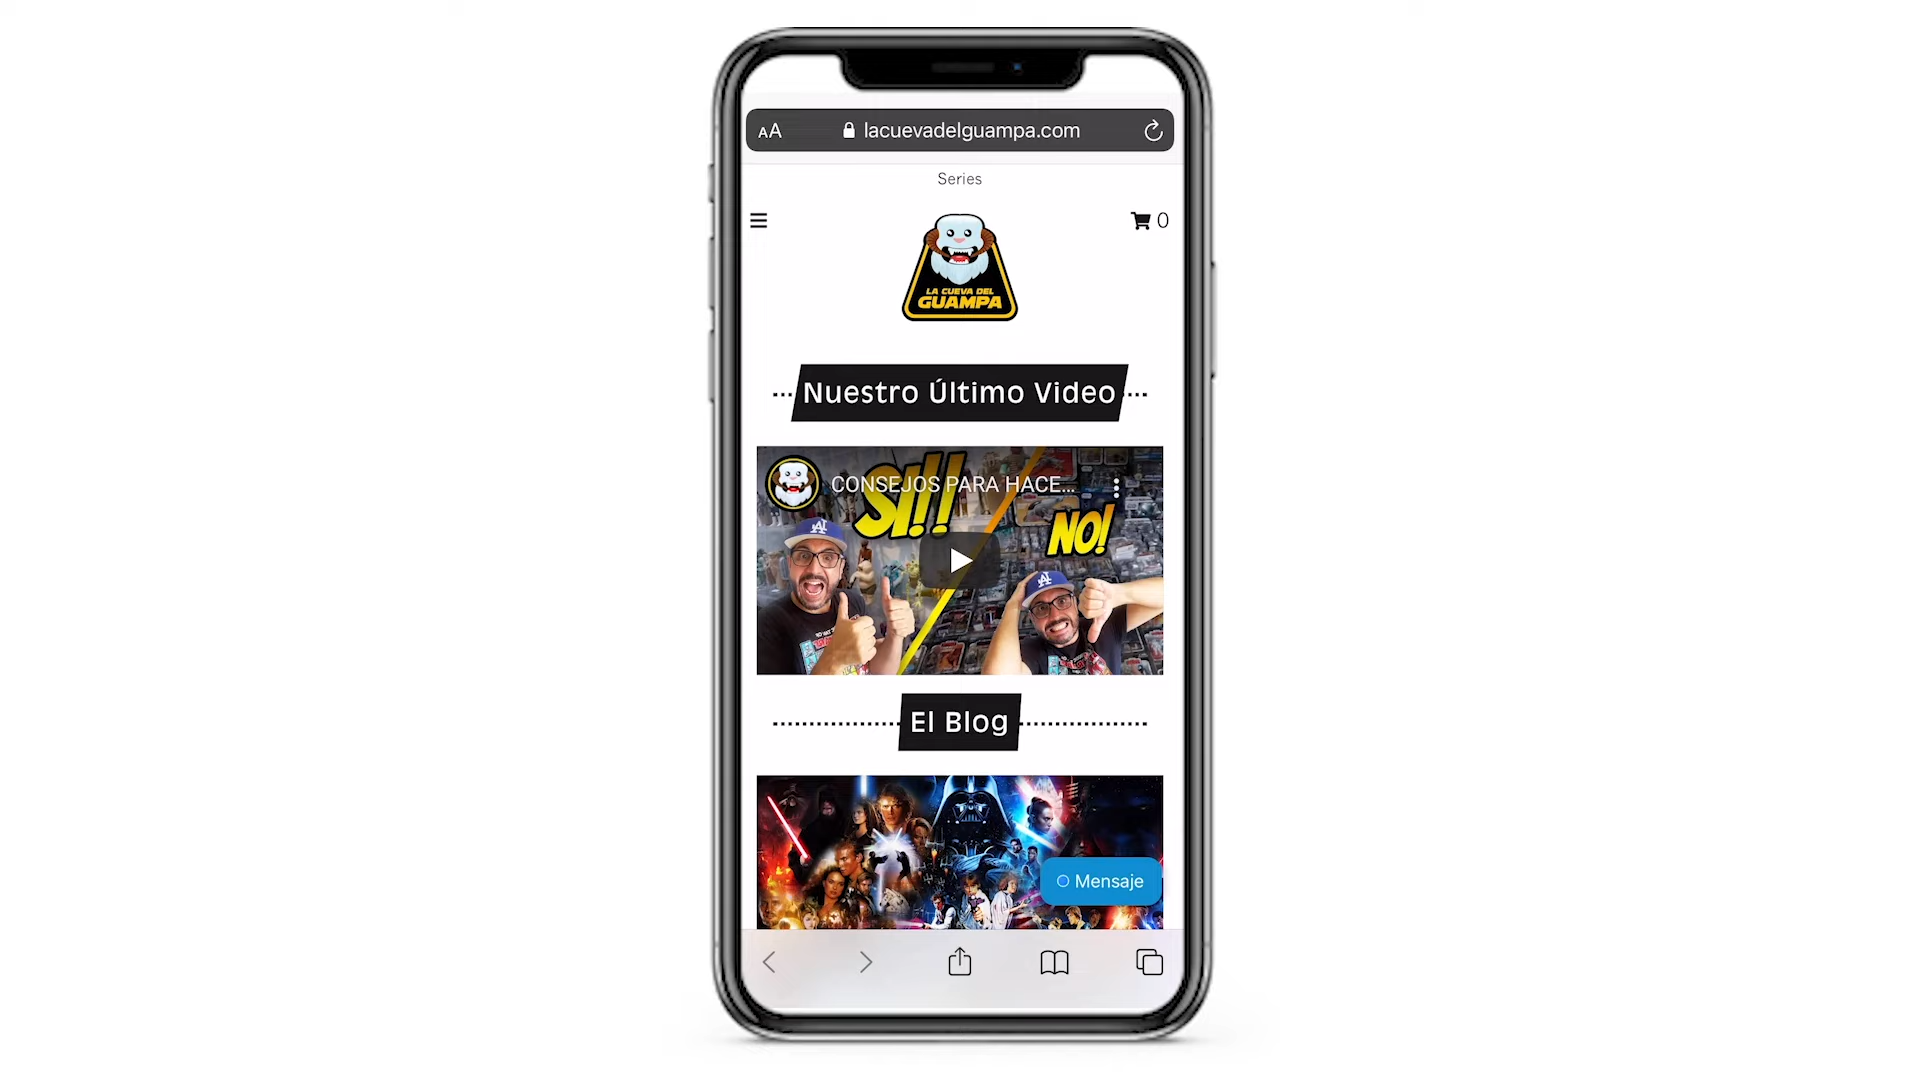 AA lacuevadelguampa.com
Series
0
LA CUEVA DEL
GUAMPA
Nuestro Último Video
CONSEJOS PARA HACE...
SI!!
NO!
El Blog
Mensaje